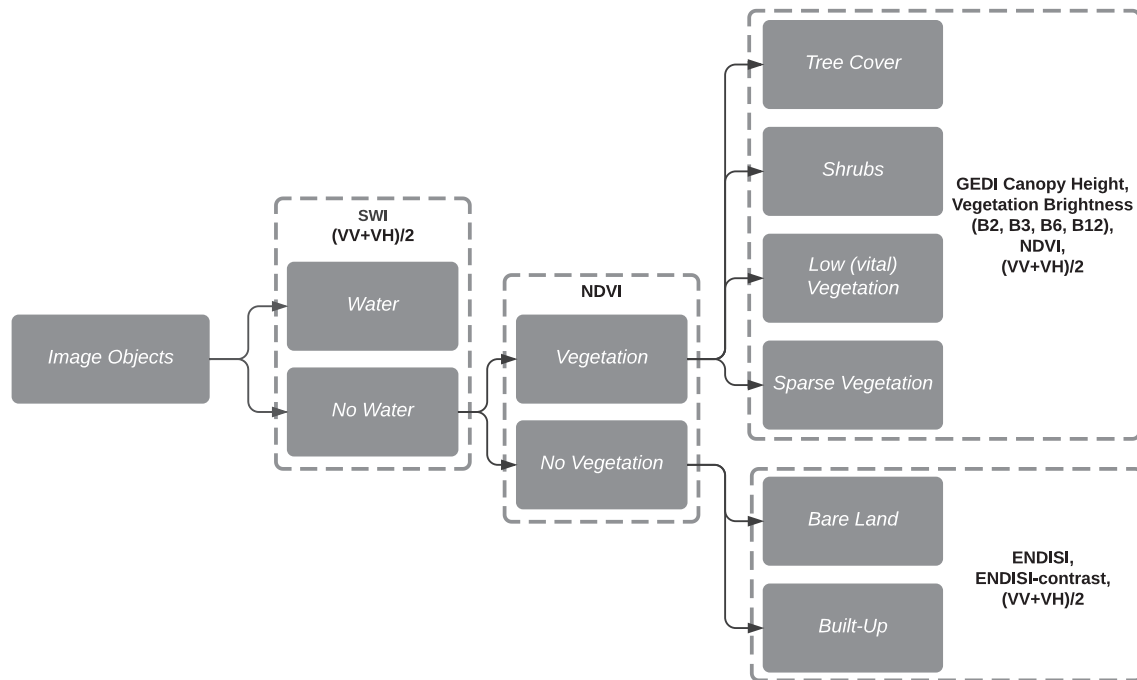 Image Objects
SWI
(VV+VH)/2
Water
No Water
NDVI
Vegetation
No Vegetation
Tree Cover
Shrubs
Low (vital)
Vegetation
Sparse Vegetation
GEDI Canopy Height,
Vegetation Brightness
(B2, B3, B6, B12),
NDVI,
(VV+VH)/2
Bare Land
Built-Up
ENDISI,
ENDISI-contrast,
(VV+VH)/2